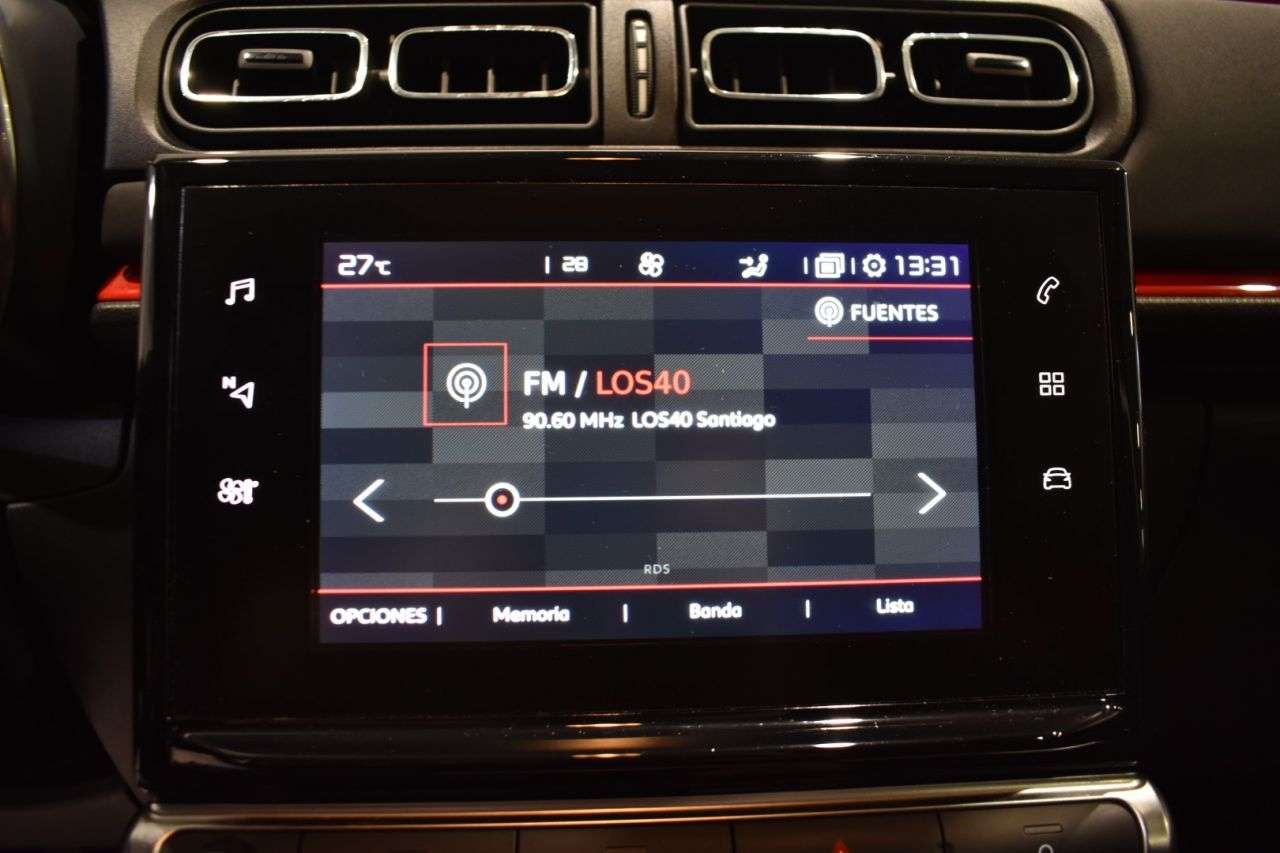 27°C | 28 | | 13:31
FUENTES
FM / LOS40
90.60 MHz LOS40 Santiago
N
RDS
OPCIONES | Memoria | Banda | Lista